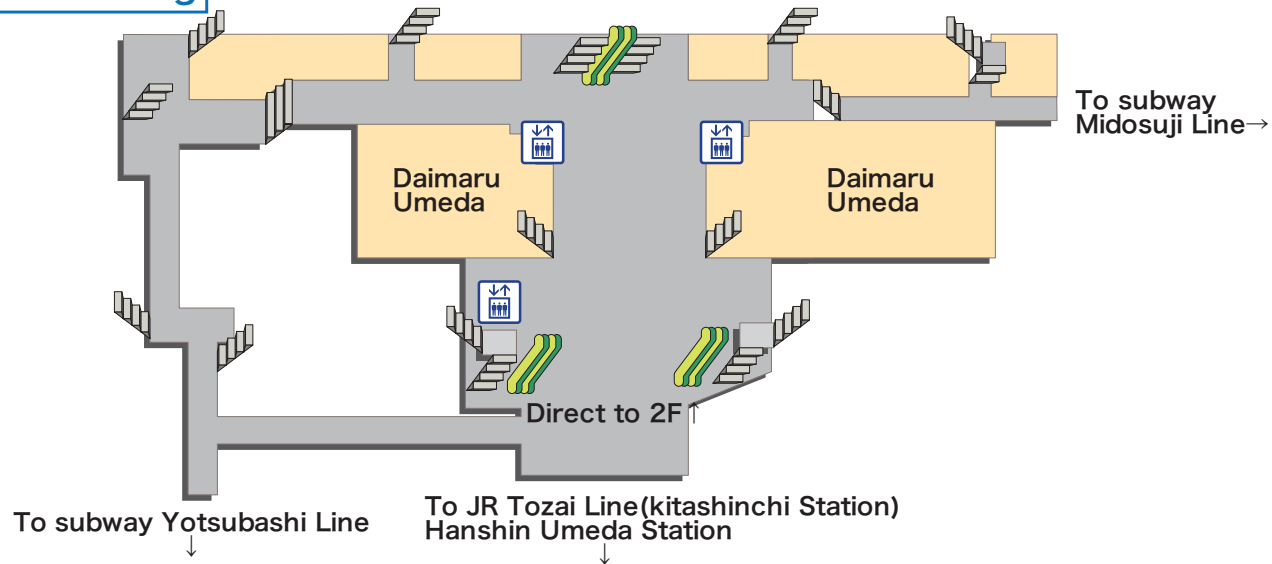 To subway
Midosuji Line→
Daimaru
Umeda
Daimaru
Umeda
Direct to 2F↑
To subway Yotsubashi Line
↓
To JR Tozai Line(kitashinchi Station)
Hanshin Umeda Station
↓